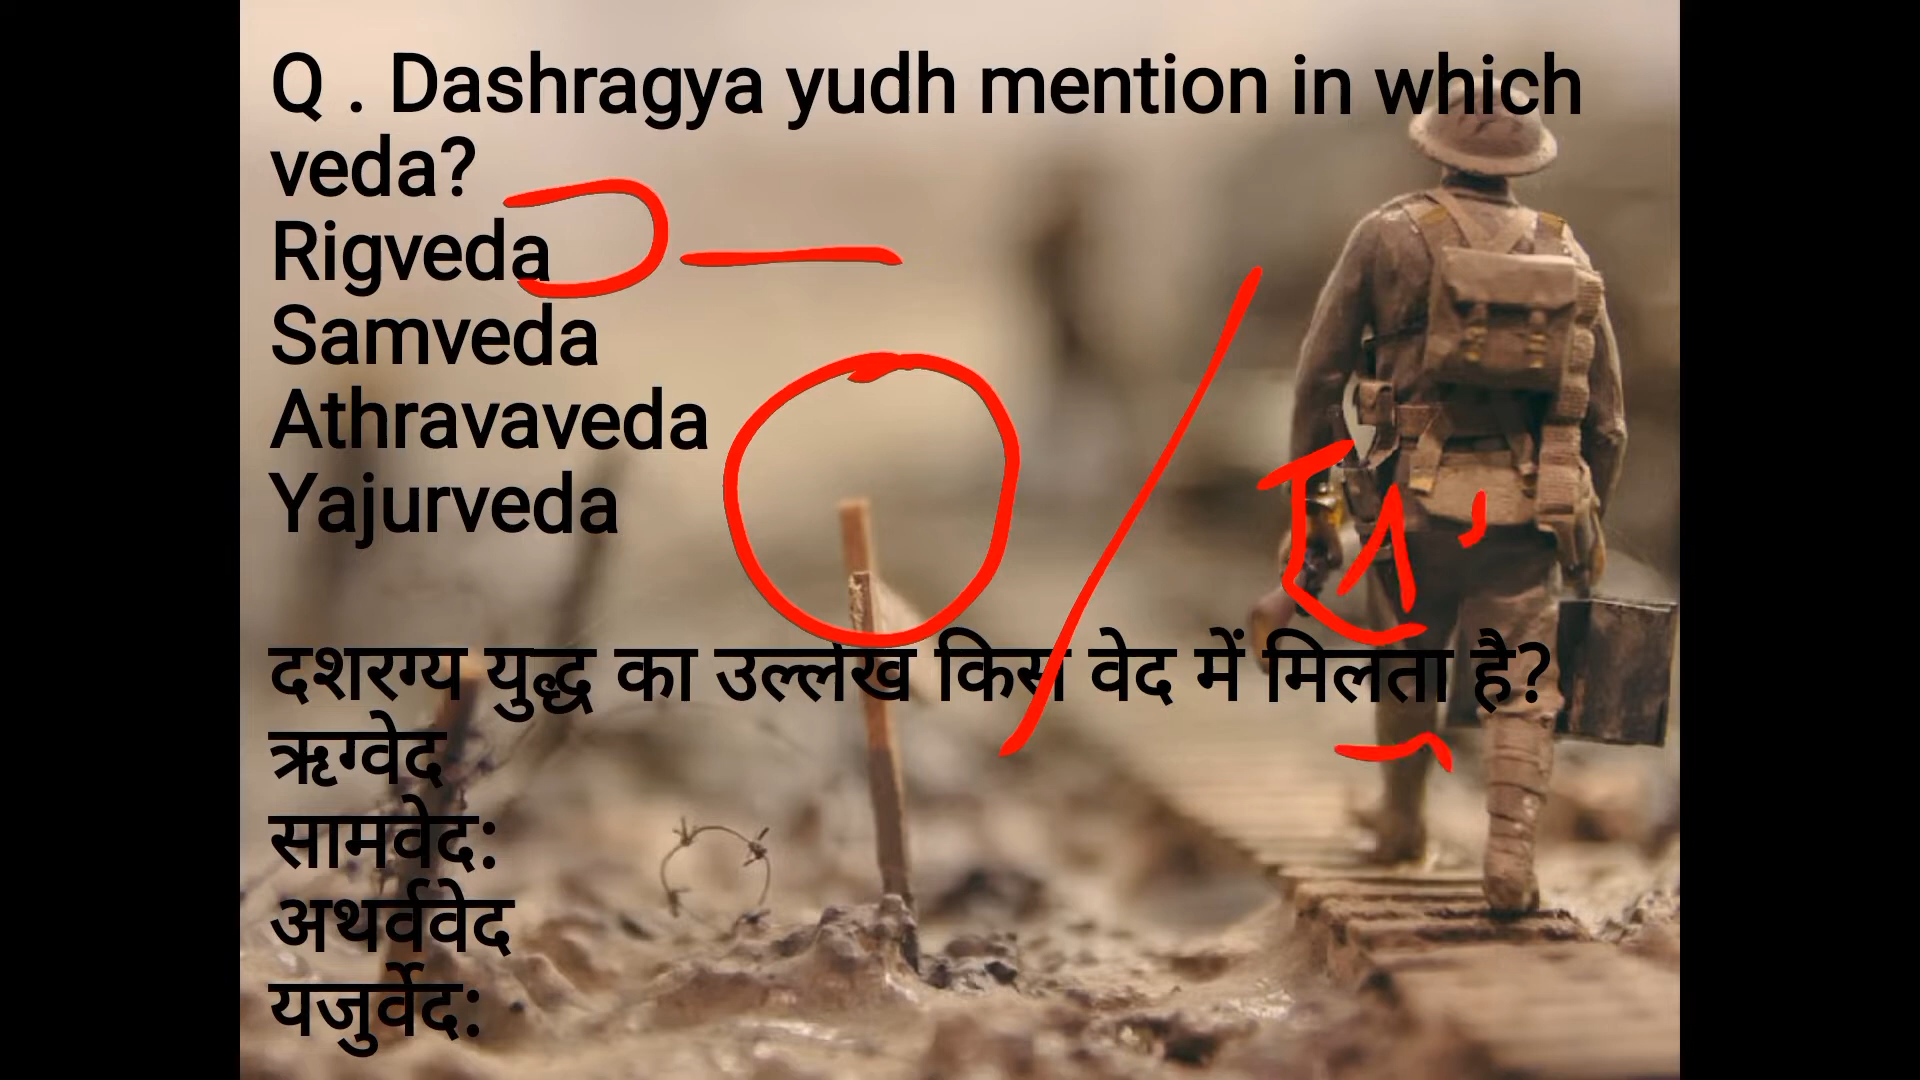 Q . Dashragya yudh mention in which
veda?
Rigveda
Samveda
Athravaveda
Yajurveda
दशरग्य युद्ध का उल्लेख किस वेद में मिलता है?
ऋग्वेद
सामवेद:
अथर्ववेद
यजुर्वेद: